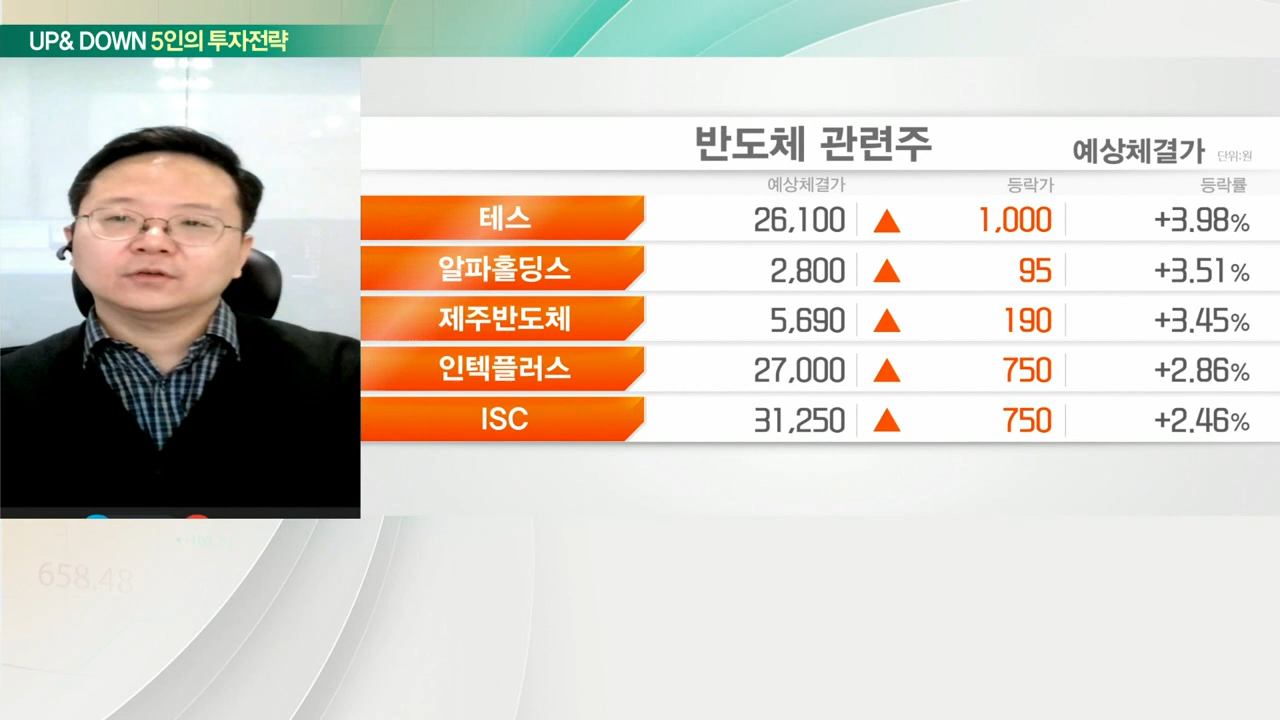 UP& DOWN 5인의 투자전략
반도체 관련주 예상체결가 단위:원
예상체결가 등락가 등락률
테스 26,100 ▲ 1,000 +3.98%
알파홀딩스 2,800 ▲ 95 +3.51%
제주반도체 5,690 ▲ 190 +3.45%
인텍플러스 27,000 ▲ 750 +2.86%
ISC 31,250 ▲ 750 +2.46%
658.48